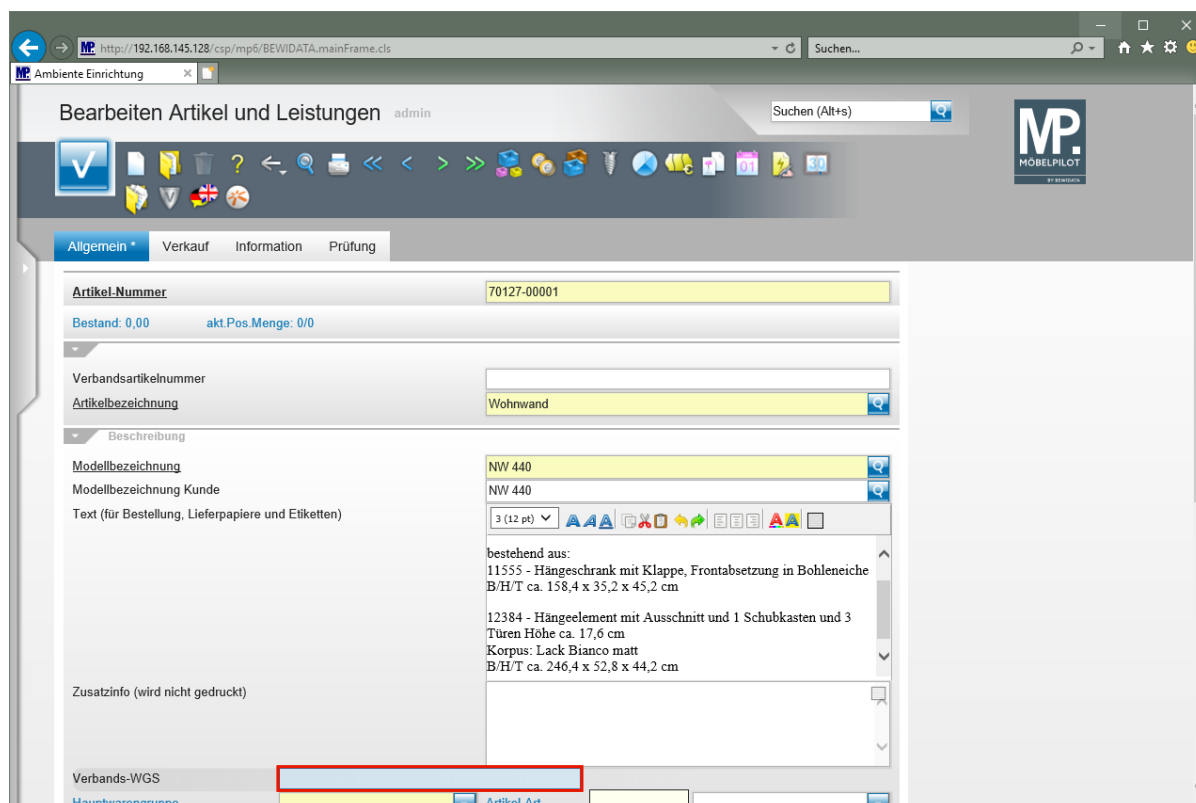 http://192.168.145.128/csp/mp6/BEWIDATA.mainFrame.cls
Suchen...
MP. Ambiente Einrichtung
Bearbeiten Artikel und Leistungen admin
Suchen (Alt+s)
MP.
MÖBELPILOT
BY BEWIDATA
01
30
Allgemein * Verkauf Information Prüfung
Artikel-Nummer 70127-00001
Bestand: 0,00 akt.Pos.Menge: 0/0
Verbandsartikelnummer
Artikelbezeichnung Wohnwand
Beschreibung
Modellbezeichnung NW 440
Modellbezeichnung Kunde NW 440
Text (für Bestellung, Lieferpapiere und Etiketten) 3 (12 pt)
bestehend aus:
11555 - Hängeschrank mit Klappe, Frontabsetzung in Bohleneiche
B/H/T ca. 158,4 x 35,2 x 45,2 cm
12384 - Hängeelement mit Ausschnitt und 1 Schubkasten und 3
Türen Höhe ca. 17,6 cm
Korpus: Lack Bianco matt
B/H/T ca. 246,4 x 52,8 x 44,2 cm
Zusatzinfo (wird nicht gedruckt)
Verbands-WGS
Hauptwarengruppe Artikel-Art